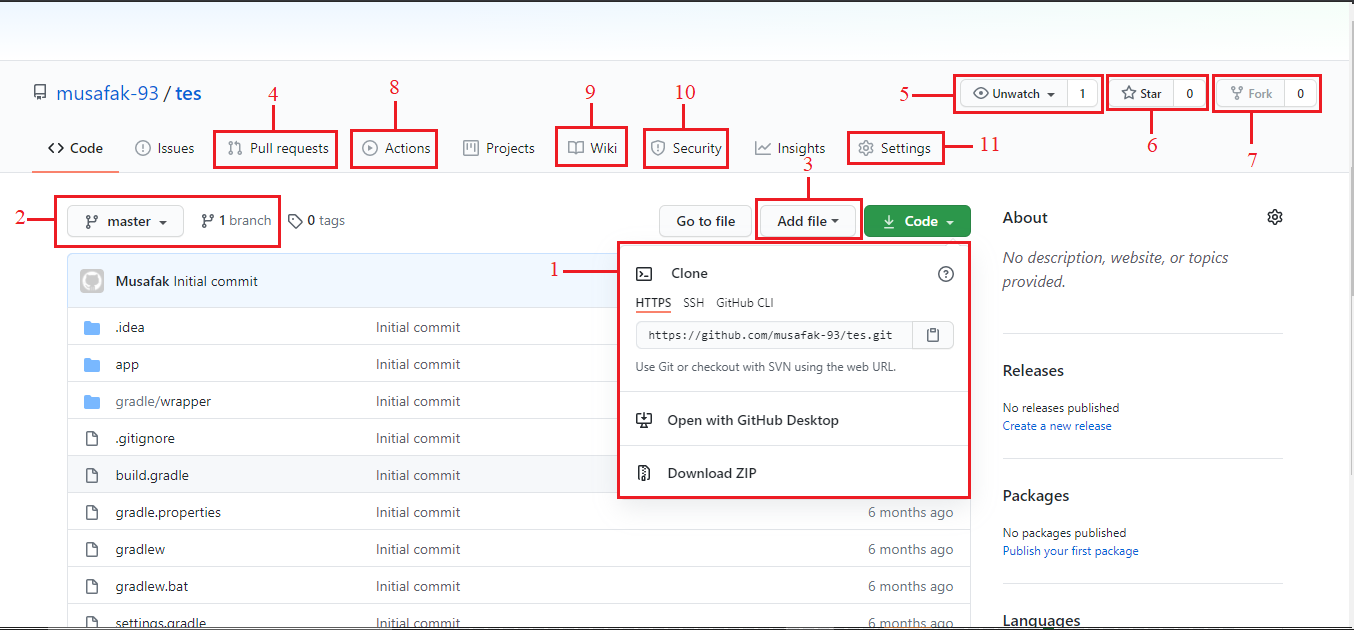 musafak-93 / tes
4
8
9
10
5
Unwatch 1
Star 0
Fork 0
6
7
Code
Issues
Pull requests
Actions
Projects
Wiki
Security
Insights
Settings
11
3
2
master
1 branch
0 tags
Go to file
Add file
Code
About
No description, website, or topics
provided.
Musafak Initial commit
1
Clone
HTTPS SSH GitHub CLI
https://github.com/musafak-93/tes.git
Use Git or checkout with SVN using the web URL.
Open with GitHub Desktop
Download ZIP
.idea Initial commit
app Initial commit
gradle/wrapper Initial commit
.gitignore Initial commit
build.gradle Initial commit
gradle.properties Initial commit 6 months ago
gradlew Initial commit 6 months ago
gradlew.bat Initial commit 6 months ago
settings.gradle Initial commit 6 months ago
Releases
No releases published
Create a new release
Packages
No packages published
Publish your first package
Languages